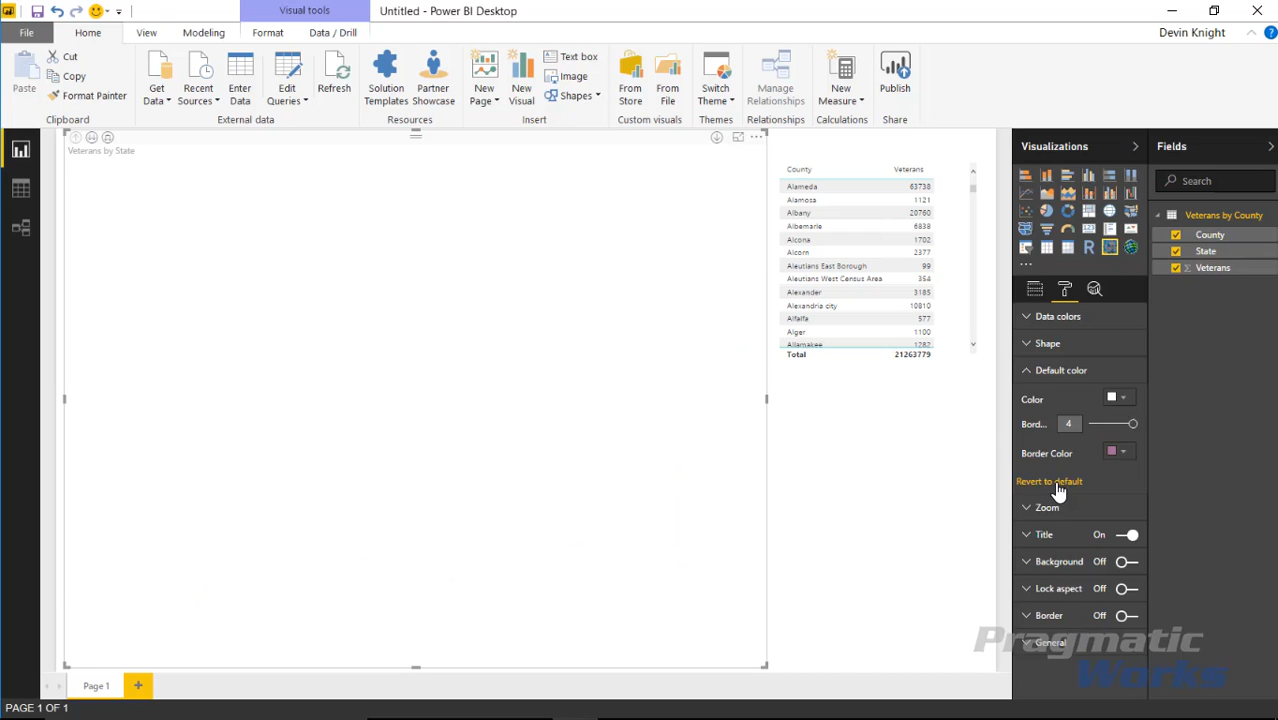 Visual tools
Untitled - Power BI Desktop
File
Home
View
Modeling
Format
Data / Drill
Devin Knight
Paste
Cut
Copy
Format Painter
Clipboard
Get Data
Recent Sources
Enter Data
Edit Queries
Refresh
External data
Solution Templates
Partner Showcase
Resources
New Page
New Visual
Text box
Image
Shapes
Insert
From Store
From File
Custom visuals
Switch Theme
Themes
Manage Relationships
Relationships
New Measure
Calculations
Publish
Share
Veterans by State
County Veterans
Alameda 63738
Alamosa 1121
Albany 20760
Albemarle 6838
Alcona 1702
Alcorn 2377
Aleutians East Borough 99
Aleutians West Census Area 354
Alexander 3185
Alexandria city 10810
Alfalfa 577
Alger 1100
Allamakee 1282
Total 21263779
Visualizations
R
Data colors
Shape
Default color
Color
Bord... 4
Border Color
Revert to default
Zoom
Title On
Background Off
Lock aspect Off
Border Off
General
Fields
Search
Veterans by County
County
State
Σ Veterans
Pragmatic
Works
Page 1
PAGE 1 OF 1